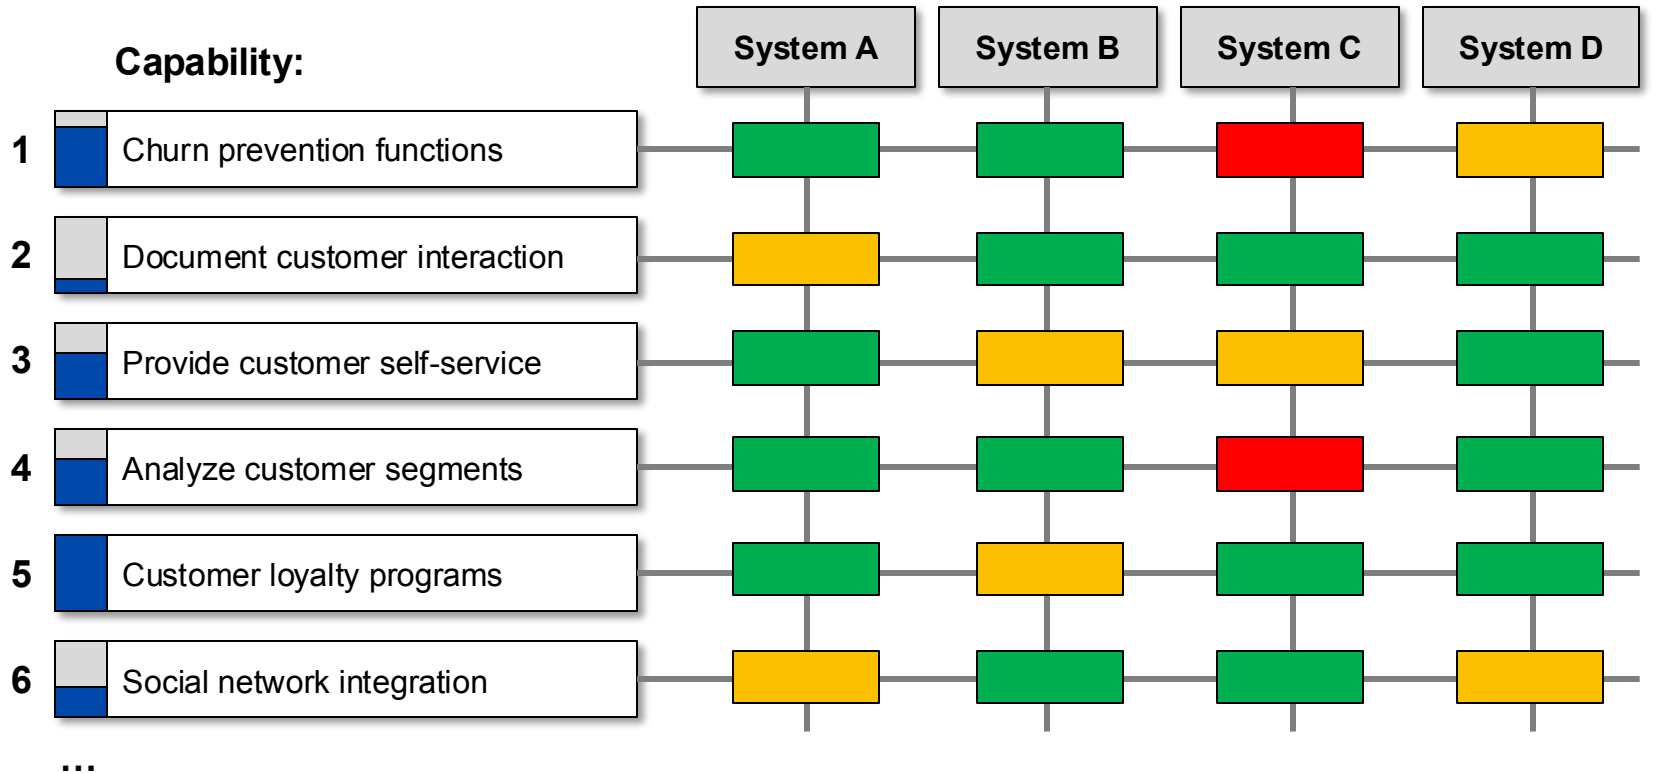 Capability:
System A
System B
System C
System D
1 Churn prevention functions
2 Document customer interaction
3 Provide customer self-service
4 Analyze customer segments
5 Customer loyalty programs
6 Social network integration
...